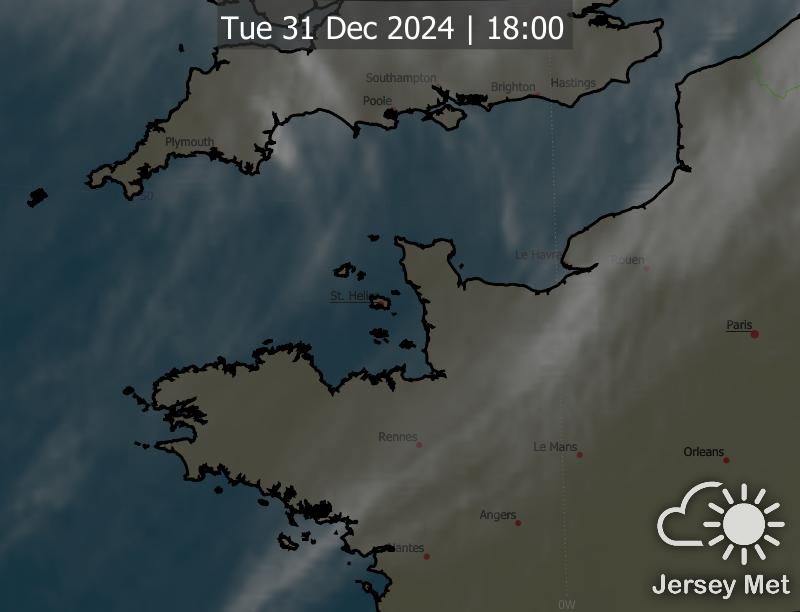 Tue 31 Dec 2024 | 18:00
Southampton
Brighton
Hastings
Poole
Plymouth
50
Le Havre
Rouen
St. Helier
Paris
Rennes
Le Mans
Orleans
Angers
Nantes
0W
Jersey Met